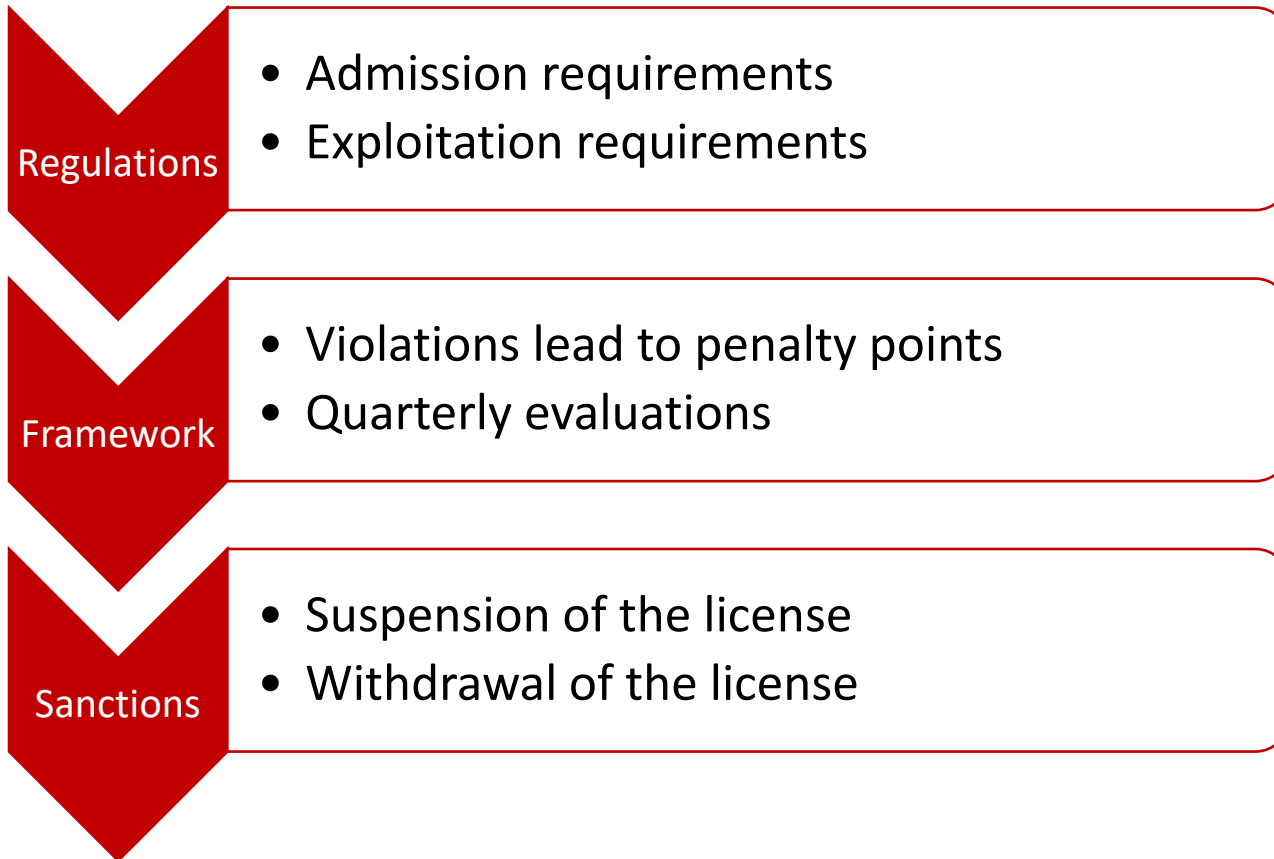 Regulations
• Admission requirements
• Exploitation requirements
Framework
• Violations lead to penalty points
• Quarterly evaluations
Sanctions
• Suspension of the license
• Withdrawal of the license